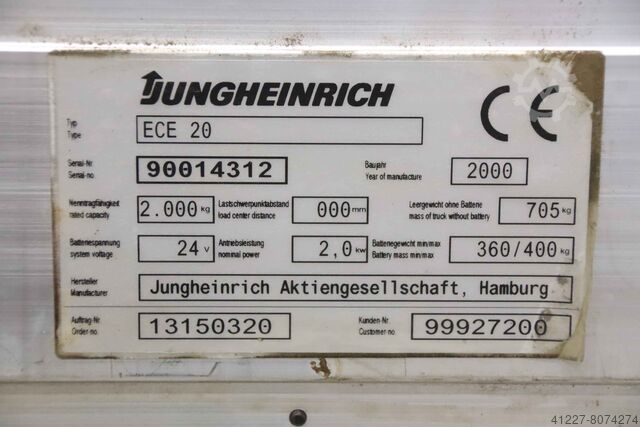 JUNGHEINRICH
CE
Typ
Type
ECE 20
Serial-Nr.
Serial-no.
90014312
Baujahr
Year of manufacture
2000
Nenntragfähigkeit
rated capacity
2.000 kg
Lastschwerpunktabstand
load center distance
000 mm
Leergewicht ohne Batterie
mass of truck without battery
705 kg
Batteriespannung
system voltage
24 V
Antriebsleistung
nominal power
2,0 kW
Batteriegewicht min/max
Battery mass min/max
360/400 kg
Hersteller
Manufacturer
Jungheinrich Aktiengesellschaft, Hamburg
Auftrag-Nr.
Order-no.
13150320
Kunden-Nr.
Customer-no
99927200
41227-8074274